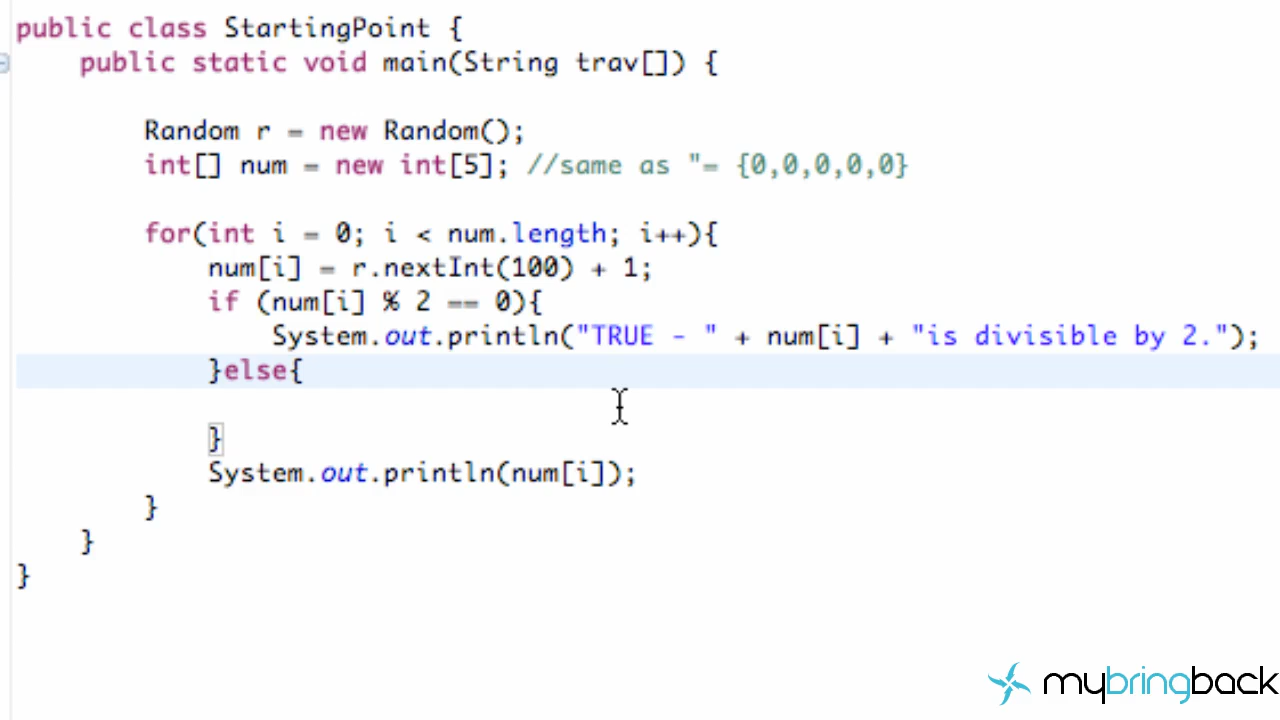 public class StartingPoint {
public static void main(String trav[]) {
Random r = new Random();
int[] num = new int[5]; //same as "= {0,0,0,0,0}
for(int i = 0; i < num.length; i++){
num[i] = r.nextInt(100) + 1;
if (num[i] % 2 == 0){
System.out.println("TRUE - " + num[i] + "is divisible by 2.");
}else{
}
System.out.println(num[i]);
}
}
}
mybringback